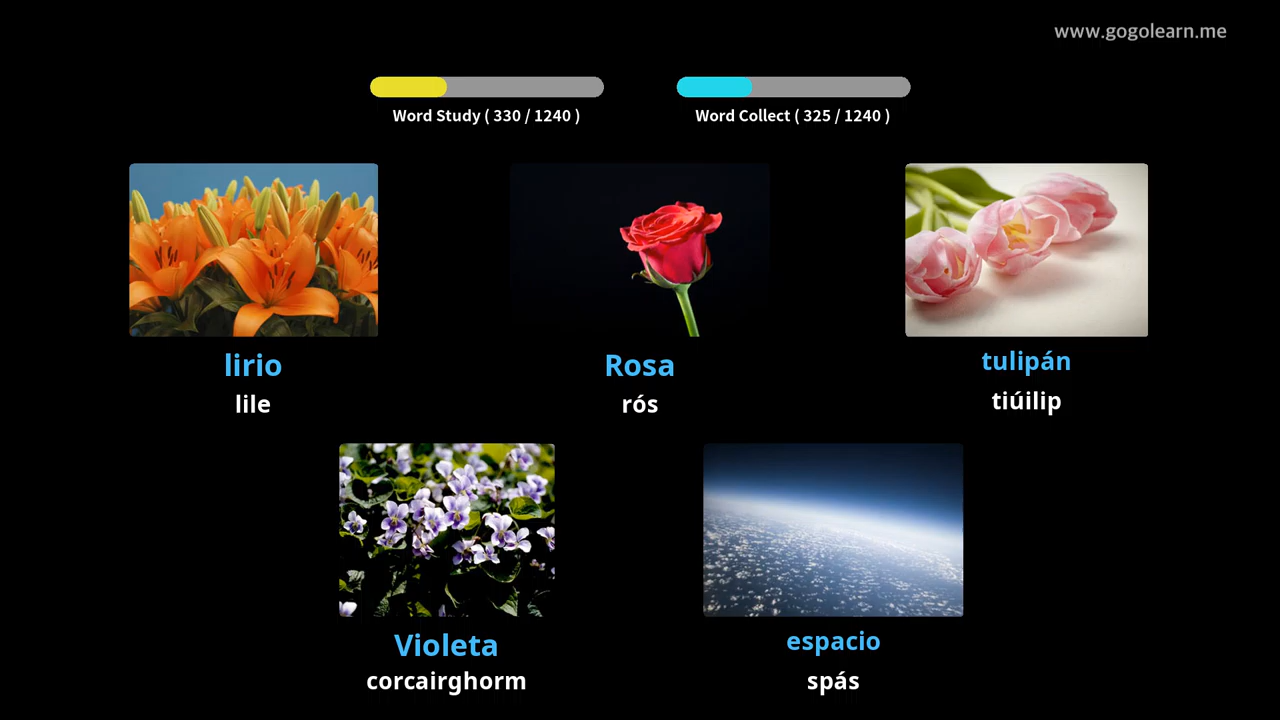 www.gogolearn.me
Word Study ( 330 / 1240 )
Word Collect ( 325 / 1240 )
lirio
lile
Rosa
rós
tulipán
tiúilip
Violeta
corcairghorm
espacio
spás